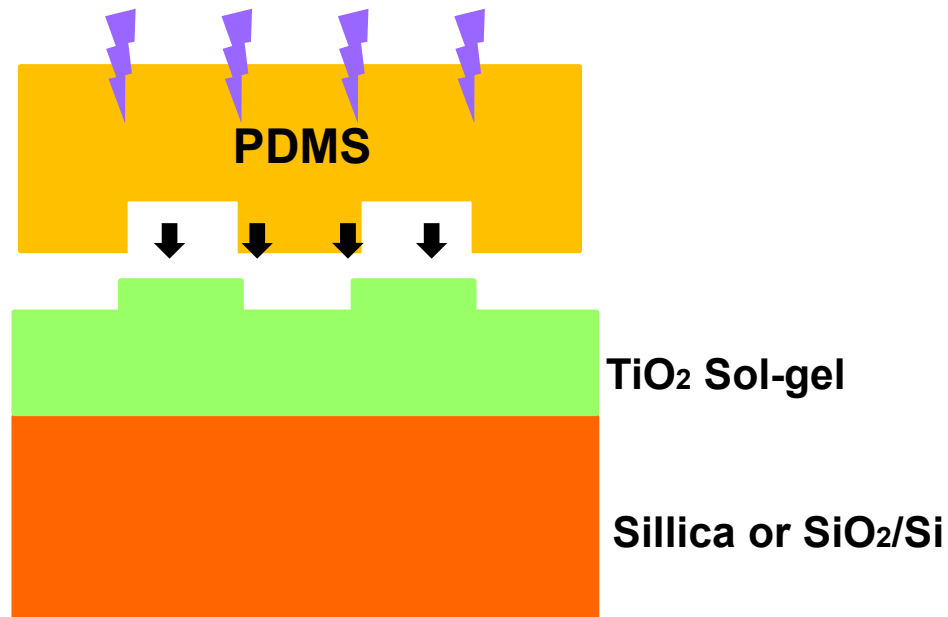 PDMS
TiO₂ Sol-gel
Sillica or SiO₂/Si